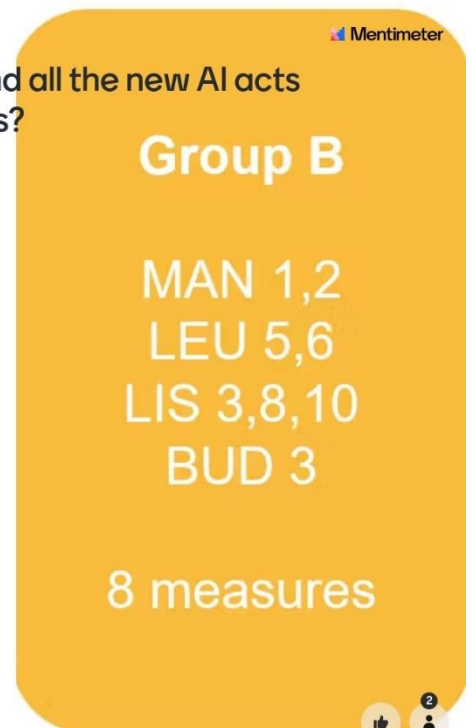 Mentimeter
d all the new AI acts
s?
Group B
MAN 1,2
LEU 5,6
LIS 3,8,10
BUD 3
8 measures
2